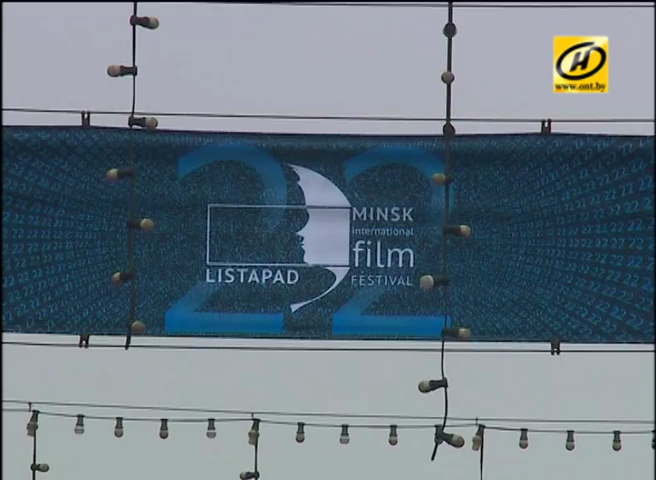 www.ont.by
22
MINSK
international
film
FESTIVAL
LISTAPAD